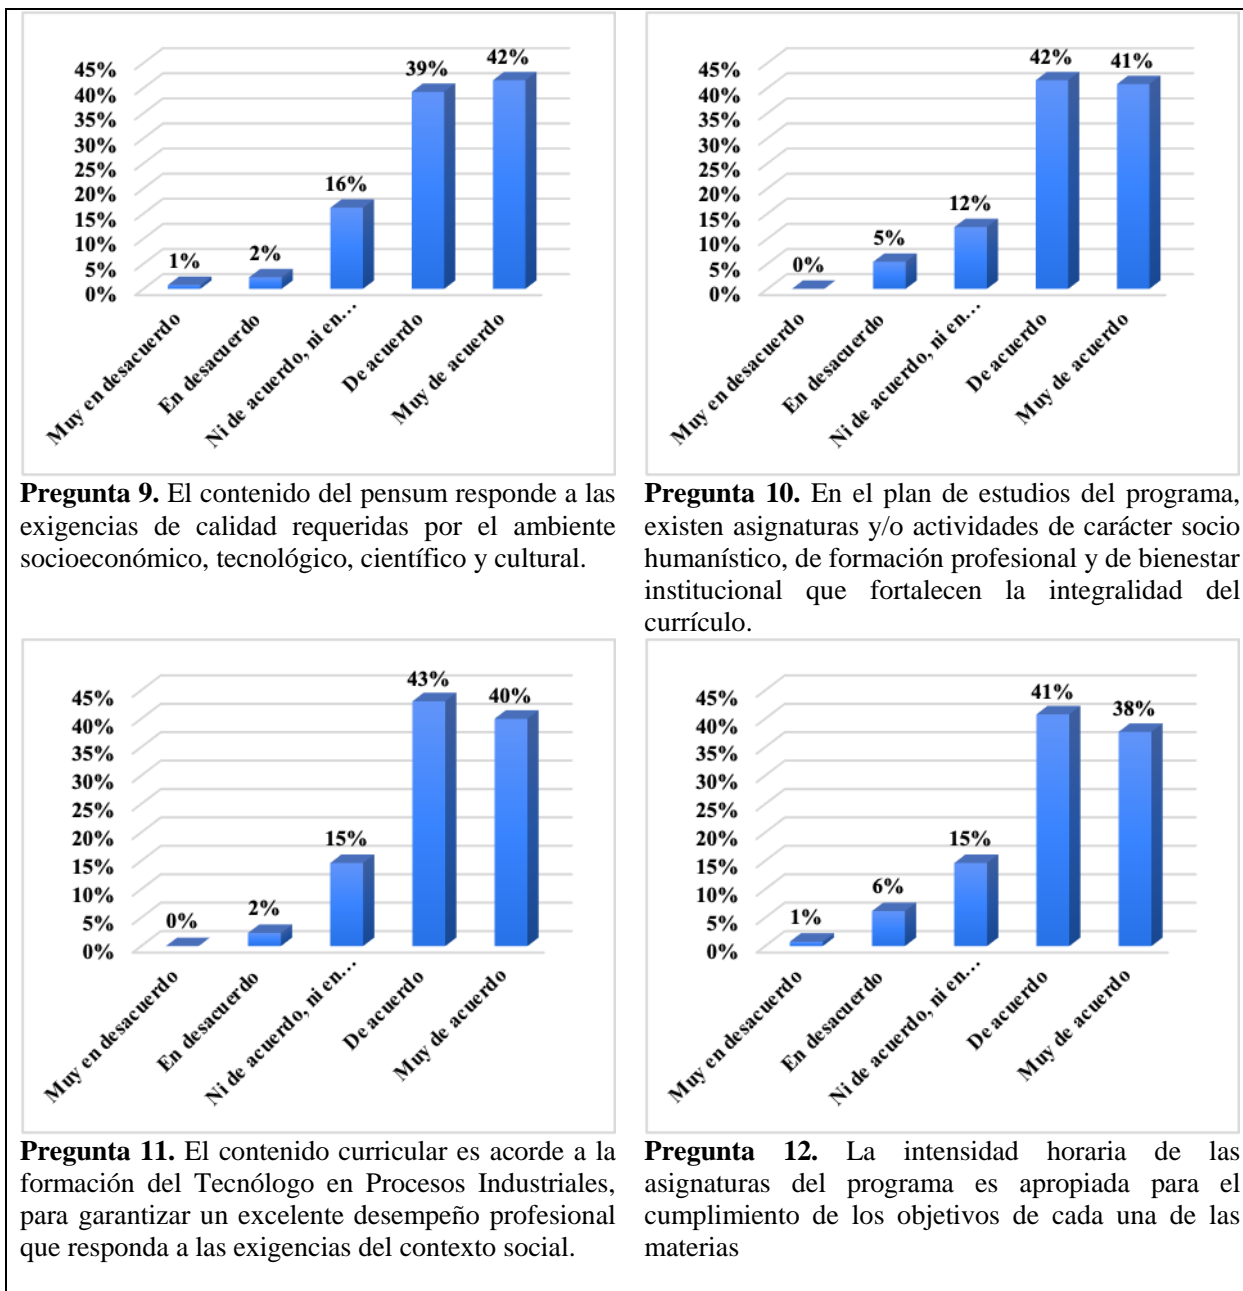 45%
40%
35%
30%
25%
20%
15%
10%
5%
0%
1%
2%
16%
39%
42%
Muy en desacuerdo
En desacuerdo
Ni de acuerdo, ni en…
De acuerdo
Muy de acuerdo
Pregunta 9. El contenido del pensum responde a las
exigencias de calidad requeridas por el ambiente
socioeconómico, tecnológico, científico y cultural.
45%
40%
35%
30%
25%
20%
15%
10%
5%
0%
0%
5%
12%
42%
41%
Muy en desacuerdo
En desacuerdo
Ni de acuerdo, ni en…
De acuerdo
Muy de acuerdo
Pregunta 10. En el plan de estudios del programa,
existen asignaturas y/o actividades de carácter socio
humanístico, de formación profesional y de bienestar
institucional que fortalecen la integralidad del
currículo.
45%
40%
35%
30%
25%
20%
15%
10%
5%
0%
0%
2%
15%
43%
40%
Muy en desacuerdo
En desacuerdo
Ni de acuerdo, ni en…
De acuerdo
Muy de acuerdo
Pregunta 11. El contenido curricular es acorde a la
formación del Tecnólogo en Procesos Industriales,
para garantizar un excelente desempeño profesional
que responda a las exigencias del contexto social.
45%
40%
35%
30%
25%
20%
15%
10%
5%
0%
1%
6%
15%
41%
38%
Muy en desacuerdo
En desacuerdo
Ni de acuerdo, ni en…
De acuerdo
Muy de acuerdo
Pregunta 12. La intensidad horaria de las
asignaturas del programa es apropiada para el
cumplimiento de los objetivos de cada una de las
materias